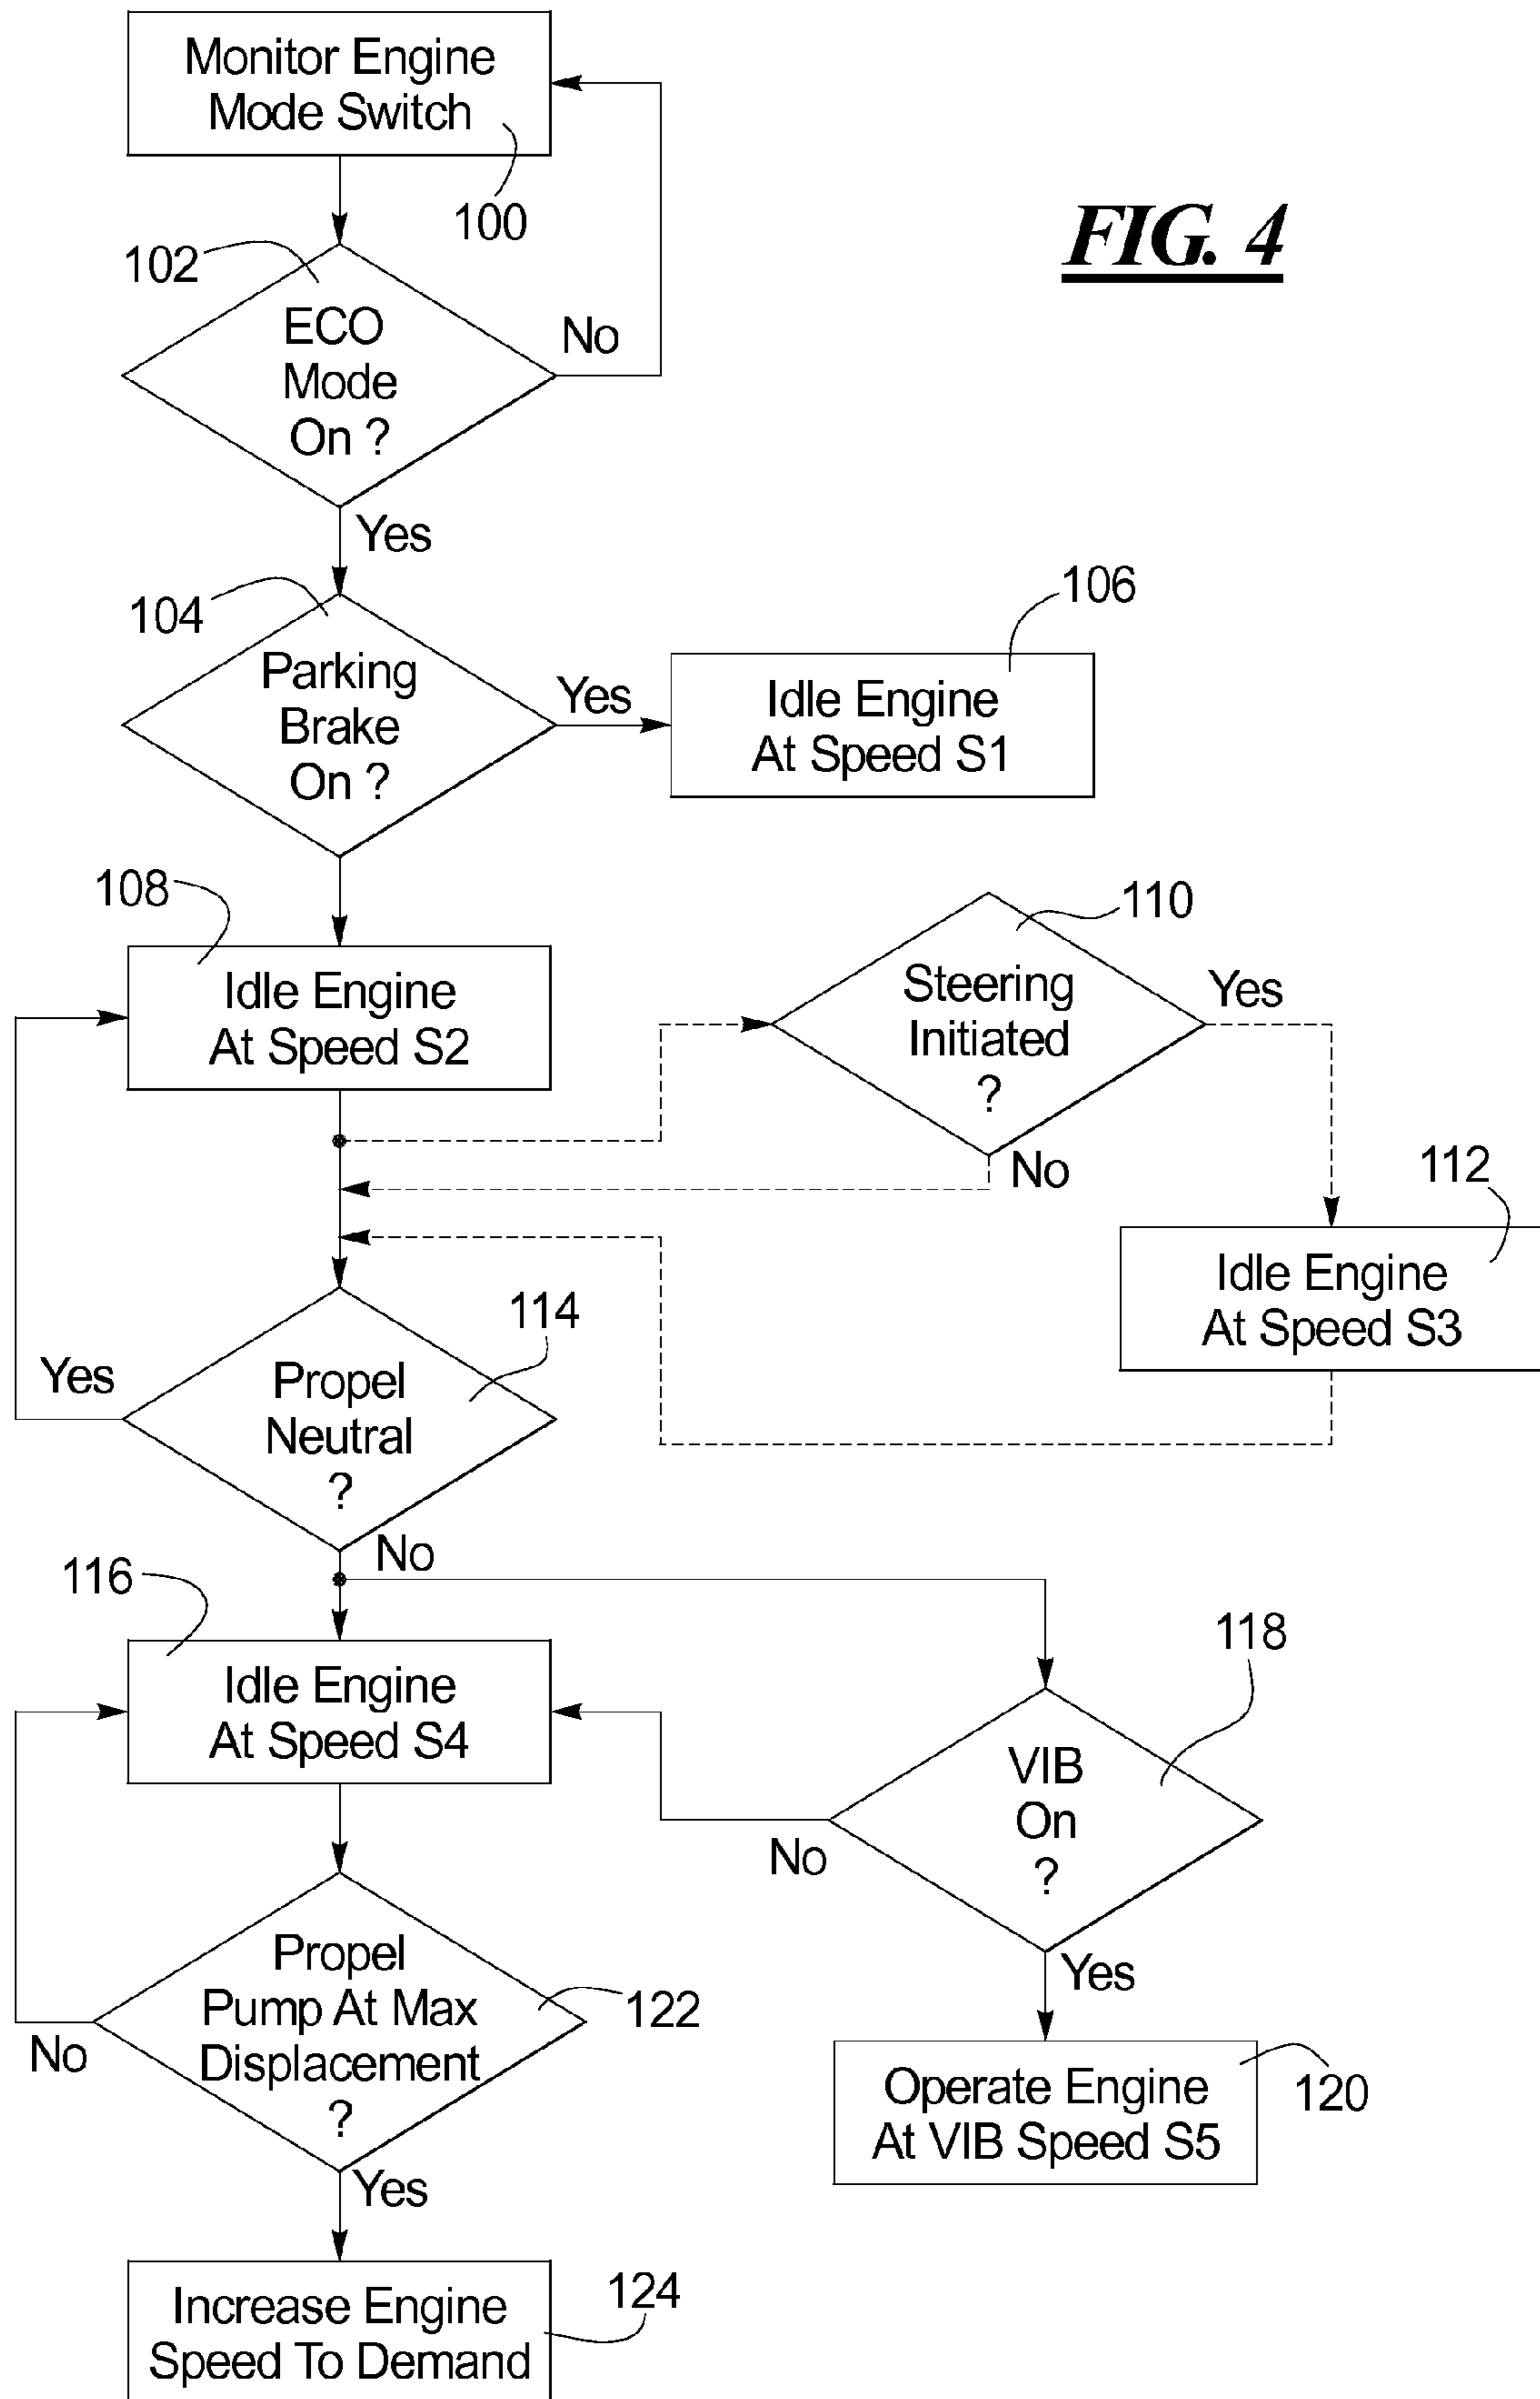 Monitor Engine
Mode Switch
100
FIG. 4
102
ECO
Mode
On ?
No
Yes
104
Parking
Brake
On ?
Yes
106
Idle Engine
At Speed S1
108
Idle Engine
At Speed S2
110
Steering
Initiated
?
Yes
No
112
Idle Engine
At Speed S3
114
Propel
Neutral
?
Yes
No
116
Idle Engine
At Speed S4
118
VIB
On
?
No
Yes
120
Operate Engine
At VIB Speed S5
122
Propel
Pump At Max
Displacement
?
No
Yes
124
Increase Engine
Speed To Demand